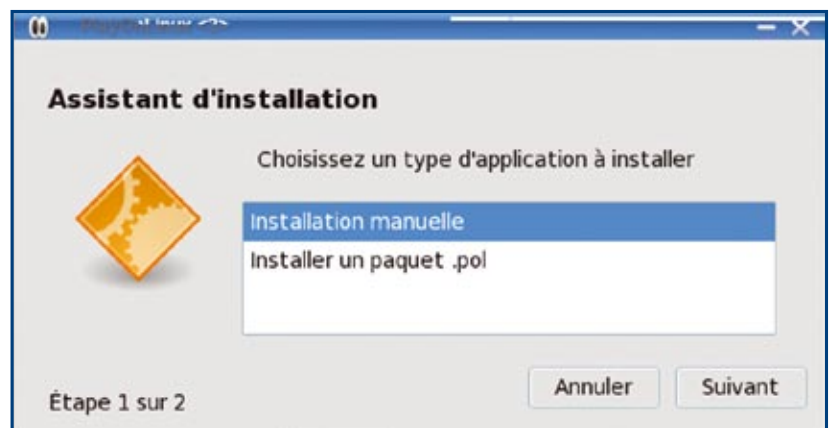 Assistant d'installation
Choisissez un type d'application à installer
Installation manuelle
Installer un paquet .pol
Annuler
Suivant
Étape 1 sur 2